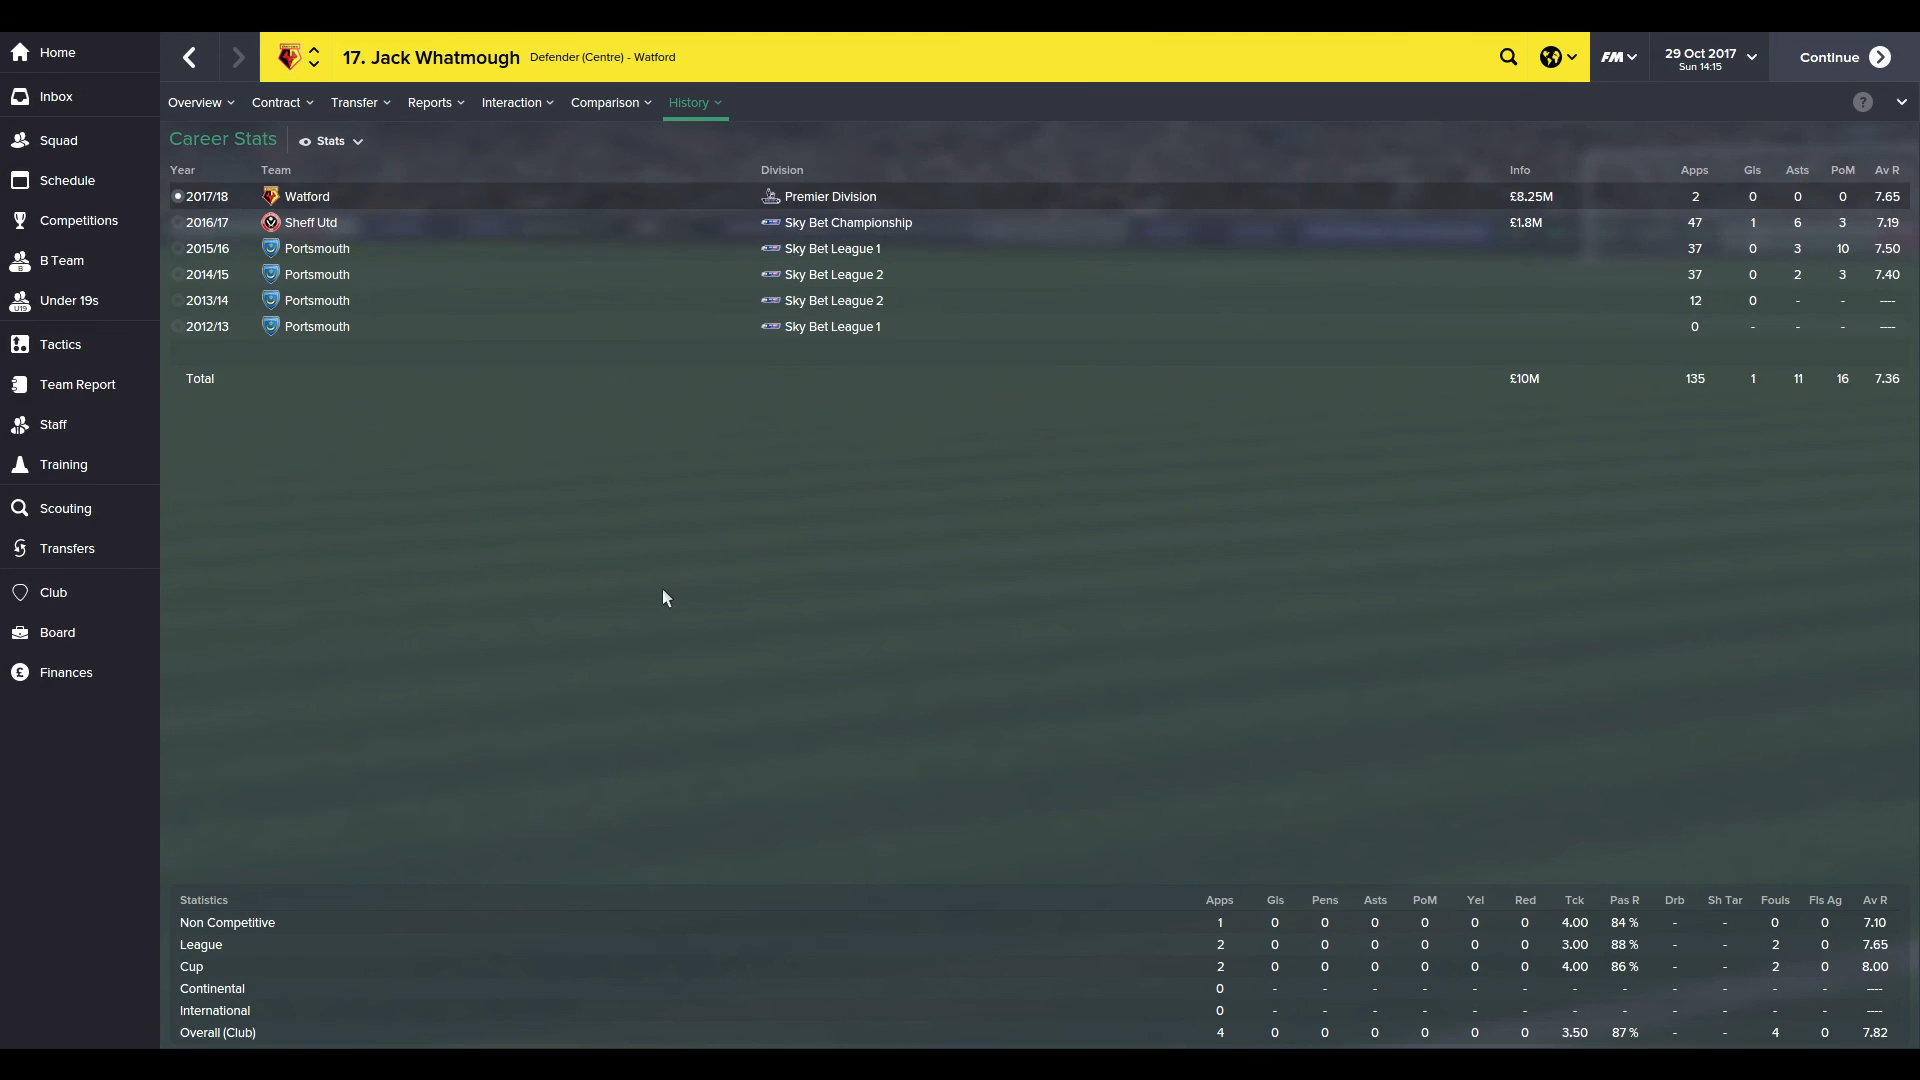 Home
Inbox
Squad
Schedule
Competitions
B Team
Under 19s
Tactics
Team Report
Staff
Training
Scouting
Transfers
Club
Board
Finances
17. Jack Whatmough Defender (Centre) - Watford
FM
29 Oct 2017
Sun 14:15
Continue
Overview Contract Transfer Reports Interaction Comparison History ?
Career Stats Stats
Year Team Division Info Apps Gls Asts PoM Av R
2017/18 Watford Premier Division £8.25M 2 0 0 0 7.65
2016/17 Sheff Utd Sky Bet Championship £1.8M 47 1 6 3 7.19
2015/16 Portsmouth Sky Bet League 1 37 0 3 10 7.50
2014/15 Portsmouth Sky Bet League 2 37 0 2 3 7.40
2013/14 Portsmouth Sky Bet League 2 12 0 - - ----
2012/13 Portsmouth Sky Bet League 1 0 - - - ----
Total £10M 135 1 11 16 7.36
Statistics Apps Gls Pens Asts PoM Yel Red Tck Pas R Drb Sh Tar Fouls Fls Ag Av R
Non Competitive 1 0 0 0 0 0 0 4.00 84 % - - 0 0 7.10
League 2 0 0 0 0 0 0 3.00 88 % - - 2 0 7.65
Cup 2 0 0 0 0 0 0 4.00 86 % - - 2 0 8.00
Continental 0 - - - - - - - - - - - - ----
International 0 - - - - - - - - - - - - ----
Overall (Club) 4 0 0 0 0 0 0 3.50 87 % - - 4 0 7.82